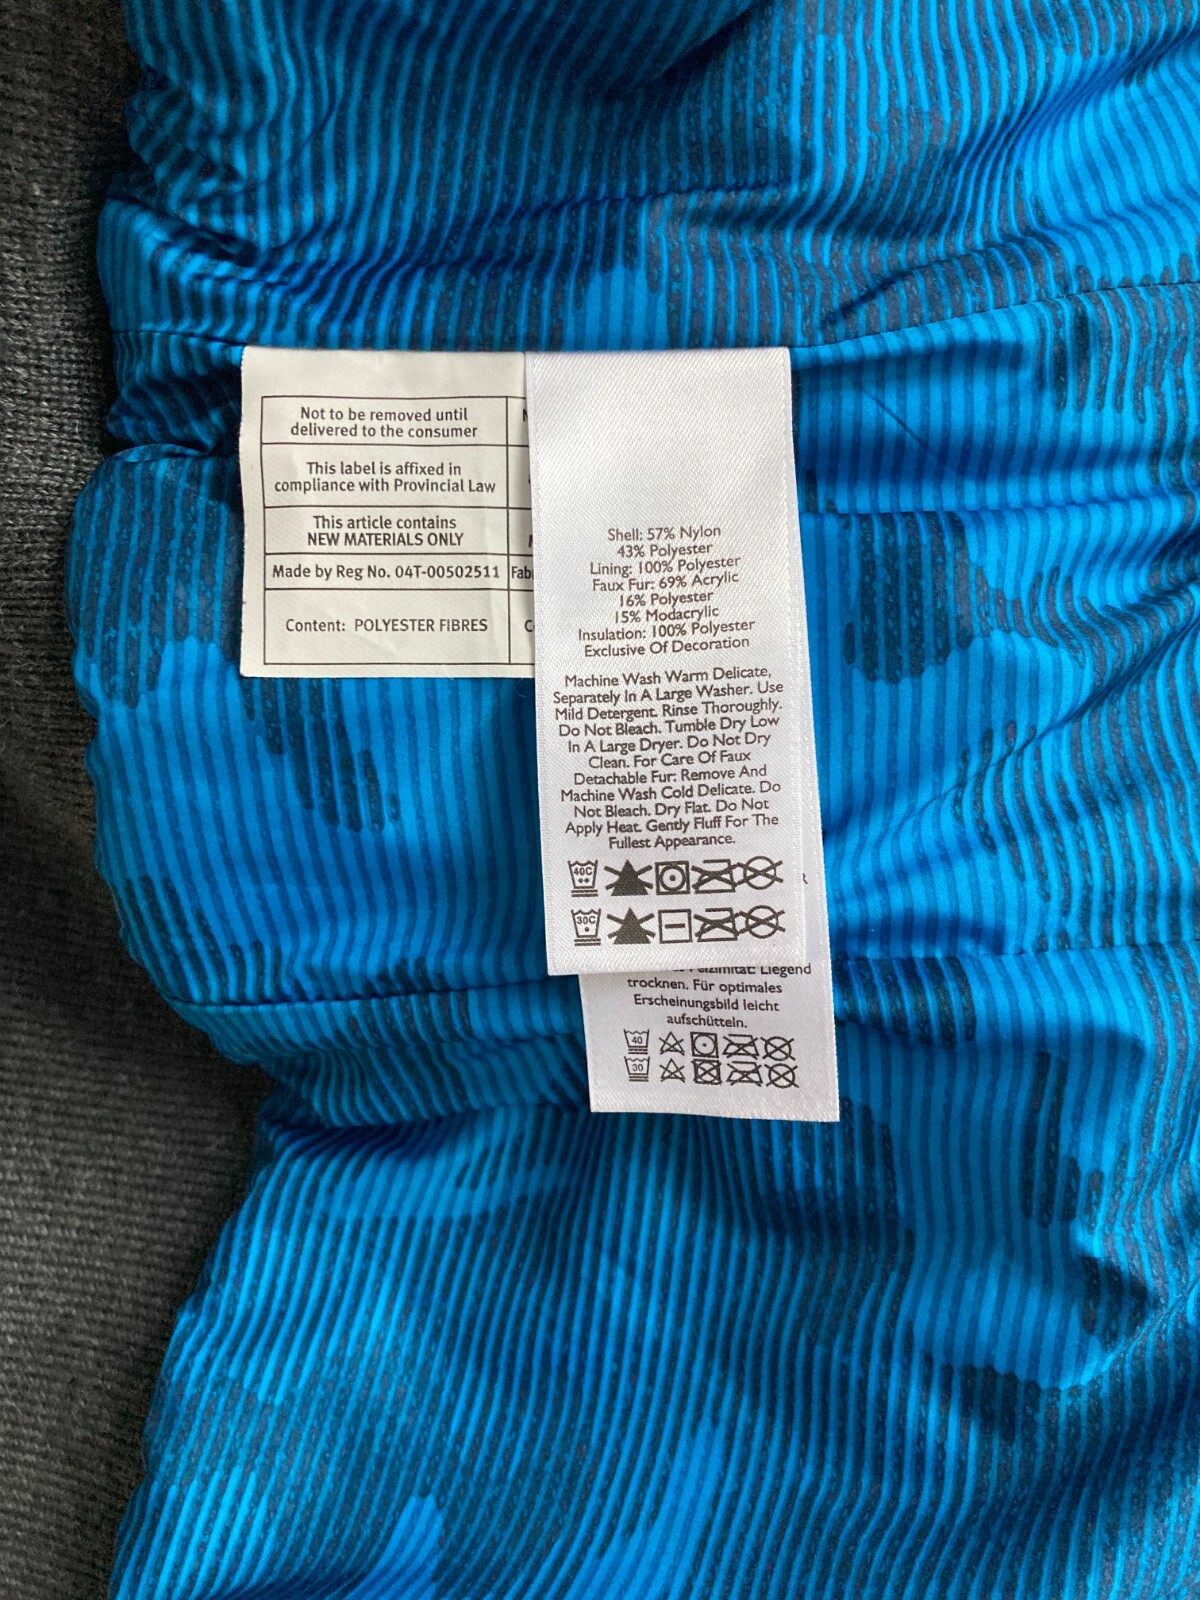 Not to be removed until
delivered to the consumer
This label is affixed in
compliance with Provincial Law
This article contains
NEW MATERIALS ONLY
Made by Reg No. 04T-00502511
Content: POLYESTER FIBRES
Shell: 57% Nylon
43% Polyester
Lining: 100% Polyester
Faux Fur: 69% Acrylic
16% Polyester
15% Modacrylic
Insulation: 100% Polyester
Exclusive Of Decoration
Machine Wash Warm Delicate,
Separately In A Large Washer. Use
Mild Detergent. Rinse Thoroughly.
Do Not Bleach. Tumble Dry Low
In A Large Dryer. Do Not Dry
Clean. For Care Of Faux
Detachable Fur: Remove And
Machine Wash Cold Delicate. Do
Not Bleach. Dry Flat. Do Not
Apply Heat. Gently Fluff For The
Fullest Appearance.
40C
30C
Liegend
trocknen. Für optimales
Erscheinungsbild leicht
aufschütteln.
40
30